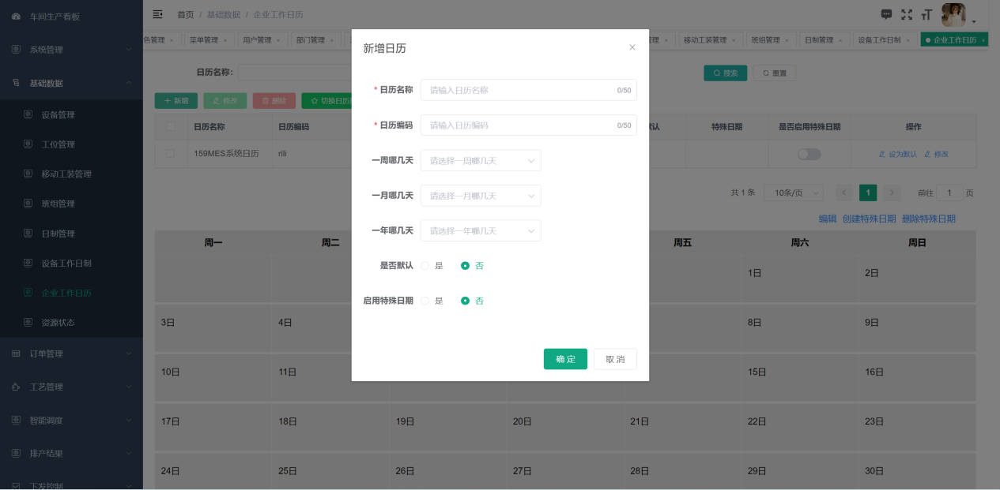 车间生产看板
系统管理
基础数据
设备管理
工位管理
移动工装管理
班组管理
日制管理
设备工作日制
企业工作日历
资源状态
订单管理
工艺管理
智能调度
排产结果
下发控制
首页 / 基础数据 / 企业工作日历
色管理 × 菜单管理 × 用户管理 × 部门管理 × 移动工装管理 × 班组管理 × 日制管理 × 设备工作日制 × 企业工作日历 ×
日历名称:
搜索 重置
新增 修改 删除 切换日历
日历名称 日历编码 默认 特殊日期 是否启用特殊日期 操作
159MES系统日历 rili 设为默认 修改
共 1 条 10条/页 1 前往 1 页
编辑 创建特殊日期 删除特殊日期
周一 周二 周五 周六 周日
1日 2日
3日 4日 8日 9日
10日 11日 15日 16日
17日 18日 19日 20日 21日 22日 23日
24日 25日 26日 27日 28日 29日 30日
新增日历
* 日历名称 请输入日历名称 0/50
* 日历编码 请输入日历编码 0/50
一周哪几天 请选择一周哪几天
一月哪几天 请选择一月哪几天
一年哪几天 请选择一年哪几天
是否默认 是 否
启用特殊日期 是 否
确 定 取 消